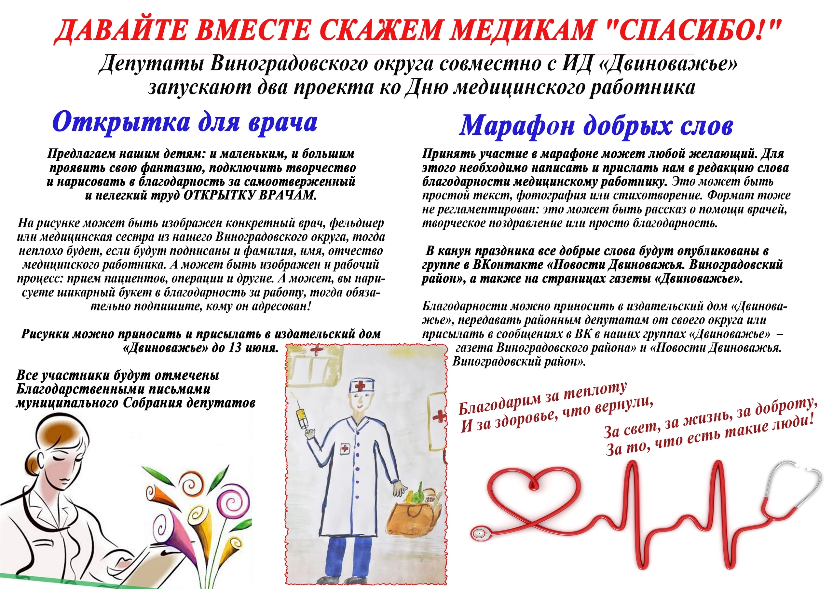 ДАВАЙТЕ ВМЕСТЕ СКАЖЕМ МЕДИКАМ "СПАСИБО!"
Депутаты Виноградовского округа совместно с ИД «Двиноважье»
запускают два проекта ко Дню медицинского работника
Открытка для врача
Предлагаем нашим детям: и маленьким, и большим
проявить свою фантазию, подключить творчество
и нарисовать в благодарность за самоотверженный
и нелегкий труд ОТКРЫТКУ ВРАЧАМ.
На рисунке может быть изображен конкретный врач, фельдшер
или медицинская сестра из нашего Виноградовского округа, тогда
неплохо будет, если будут подписаны и фамилия, имя, отчество
медицинского работника. А может быть изображен и рабочий
процесс: прием пациентов, операции и другие. А может, вы нари-
суете шикарный букет в благодарность за работу, тогда обяза-
тельно подпишите, кому он адресован!
Рисунки можно приносить и присылать в издательский дом
«Двиноважье» до 13 июня.
Все участники будут отмечены
Благодарственными письмами
муниципального Собрания депутатов
Марафон добрых слов
Принять участие в марафоне может любой желающий. Для
этого необходимо написать и прислать нам в редакцию слова
благодарности медицинскому работнику. Это может быть
простой текст, фотография или стихотворение. Формат тоже
не регламентирован: это может быть рассказ о помощи врачей,
творческое поздравление или просто благодарность.
В канун праздника все добрые слова будут опубликованы в
группе в ВКонтакте «Новости Двиноважья. Виноградовский
район», а также на страницах газеты «Двиноважье».
Благодарности можно приносить в издательский дом «Двинова-
жье», передавать районным депутатам от своего округа или
присылать в сообщениях в ВК в наших группах «Двиноважье» –
газета Виноградовского района» и «Новости Двиноважья.
Виноградовский район».
Благодарим за теплоту
И за здоровье, что вернули,
За свет, за жизнь, за доброту,
За то, что есть такие люди!